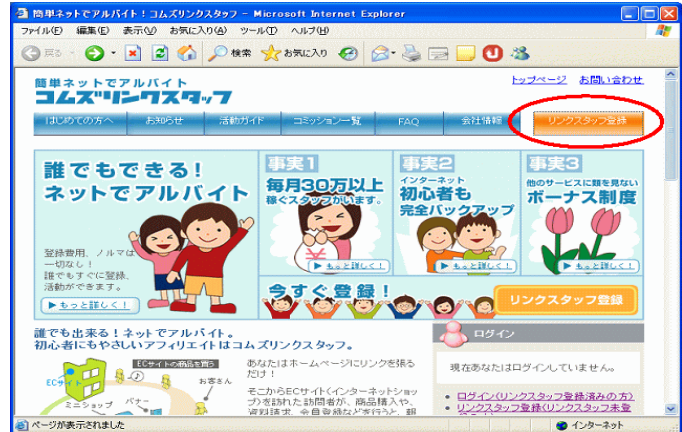 簡単ネットでアルバイト！コムズリンクスタッフ - Microsoft Internet Explorer
ファイル(F) 編集(E) 表示(V) お気に入り(A) ツール(T) ヘルプ(H)
戻る 検索 お気に入り
簡単ネットでアルバイト
コムズリンクスタッフ
トップページ お問い合わせ
はじめての方へ お知らせ 活動ガイド コミッション一覧 FAQ 会社情報 リンクスタッフ登録
誰でもできる！
ネットでアルバイト
登録費用、ノルマは
一切なし！
誰でもすぐに登録、
活動ができます。
▶もっと詳しく！
事実1
毎月30万以上
稼ぐスタッフがいます。
▶もっと詳しく！
事実2
インターネット
初心者も
完全バックアップ
▶もっと詳しく！
事実3
他のサービスに類を見ない
ボーナス制度
▶もっと詳しく！
今すぐ登録！ リンクスタッフ登録
誰でも出来る！ネットでアルバイト。
初心者にもやさしいアフィリエイトはコムズリンクスタッフ。
ECサイトの商品を買う
ECサイト
お客さん
ミニショップ
バナー
あなたはホームページにリンクを張る
だけ！
そこからECサイト(インターネットショッ
プ)を訪れた訪問者が、商品購入や、
資料請求、会員登録などを行うと、報
ログイン
現在あなたはログインしていません。
• ログイン(リンクスタッフ登録済みの方)
• リンクスタッフ登録(リンクスタッフ未登
ページが表示されました インターネット